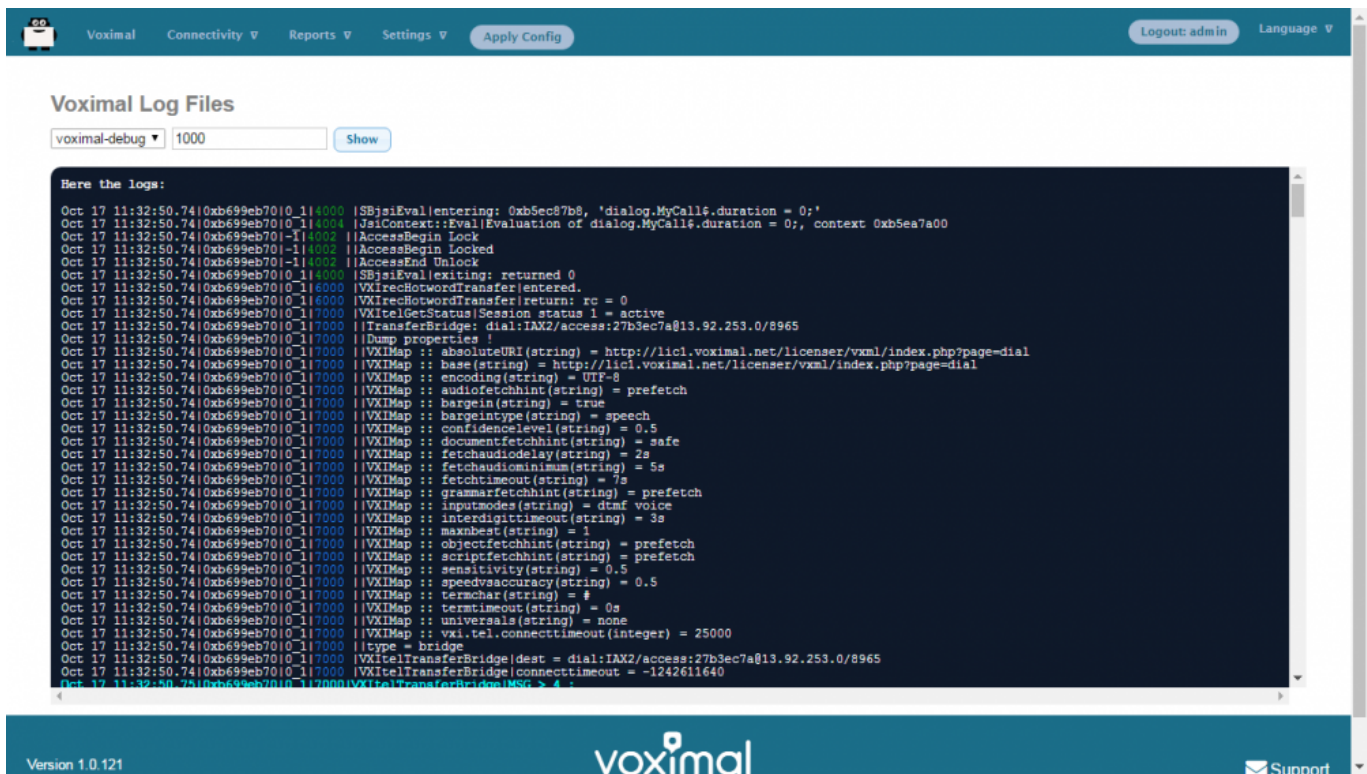 Voximal Connectivity ∇ Reports ∇ Settings ∇ Apply Config Logout: admin Language ∇
Voximal Log Files
voximal-debug ▼ 1000 Show
Here the logs:
Oct 17 11:32:50.74|0xb699eb70|0_1|4000 |SBjsiEval|entering: 0xb5ec87b8, 'dialog.MyCall$.duration = 0;'
Oct 17 11:32:50.74|0xb699eb70|0_1|4004 |JsiContext::Eval|Evaluation of dialog.MyCall$.duration = 0;, context 0xb5ea7a00
Oct 17 11:32:50.74|0xb699eb70|-1|4002 ||AccessBegin Lock
Oct 17 11:32:50.74|0xb699eb70|-1|4002 ||AccessBegin Locked
Oct 17 11:32:50.74|0xb699eb70|-1|4002 ||AccessEnd Unlock
Oct 17 11:32:50.74|0xb699eb70|0_1|4000 |SBjsiEval|exiting: returned 0
Oct 17 11:32:50.74|0xb699eb70|0_1|6000 |VXIrecHotwordTransfer|entered.
Oct 17 11:32:50.74|0xb699eb70|0_1|6000 |VXIrecHotwordTransfer|return: rc = 0
Oct 17 11:32:50.74|0xb699eb70|0_1|7000 |VXItelGetStatus|Session status 1 = active
Oct 17 11:32:50.74|0xb699eb70|0_1|7000 ||TransferBridge: dial:IAX2/access:27b3ec7a@13.92.253.0/8965
Oct 17 11:32:50.74|0xb699eb70|0_1|7000 ||Dump properties !
Oct 17 11:32:50.74|0xb699eb70|0_1|7000 ||VXIMap :: absoluteURI(string) = http://lic1.voximal.net/licenser/vxml/index.php?page=dial
Oct 17 11:32:50.74|0xb699eb70|0_1|7000 ||VXIMap :: base(string) = http://lic1.voximal.net/licenser/vxml/index.php?page=dial
Oct 17 11:32:50.74|0xb699eb70|0_1|7000 ||VXIMap :: encoding(string) = UTF-8
Oct 17 11:32:50.74|0xb699eb70|0_1|7000 ||VXIMap :: audiofetchhint(string) = prefetch
Oct 17 11:32:50.74|0xb699eb70|0_1|7000 ||VXIMap :: bargein(string) = true
Oct 17 11:32:50.74|0xb699eb70|0_1|7000 ||VXIMap :: bargeintype(string) = speech
Oct 17 11:32:50.74|0xb699eb70|0_1|7000 ||VXIMap :: confidencelevel(string) = 0.5
Oct 17 11:32:50.74|0xb699eb70|0_1|7000 ||VXIMap :: documentfetchhint(string) = safe
Oct 17 11:32:50.74|0xb699eb70|0_1|7000 ||VXIMap :: fetchaudiodelay(string) = 2s
Oct 17 11:32:50.74|0xb699eb70|0_1|7000 ||VXIMap :: fetchaudiominimum(string) = 5s
Oct 17 11:32:50.74|0xb699eb70|0_1|7000 ||VXIMap :: fetchtimeout(string) = 7s
Oct 17 11:32:50.74|0xb699eb70|0_1|7000 ||VXIMap :: grammarfetchhint(string) = prefetch
Oct 17 11:32:50.74|0xb699eb70|0_1|7000 ||VXIMap :: inputmodes(string) = dtmf voice
Oct 17 11:32:50.74|0xb699eb70|0_1|7000 ||VXIMap :: interdigittimeout(string) = 3s
Oct 17 11:32:50.74|0xb699eb70|0_1|7000 ||VXIMap :: maxnbest(string) = 1
Oct 17 11:32:50.74|0xb699eb70|0_1|7000 ||VXIMap :: objectfetchhint(string) = prefetch
Oct 17 11:32:50.74|0xb699eb70|0_1|7000 ||VXIMap :: scriptfetchhint(string) = prefetch
Oct 17 11:32:50.74|0xb699eb70|0_1|7000 ||VXIMap :: sensitivity(string) = 0.5
Oct 17 11:32:50.74|0xb699eb70|0_1|7000 ||VXIMap :: speedvsaccuracy(string) = 0.5
Oct 17 11:32:50.74|0xb699eb70|0_1|7000 ||VXIMap :: termchar(string) = #
Oct 17 11:32:50.74|0xb699eb70|0_1|7000 ||VXIMap :: termtimeout(string) = 0s
Oct 17 11:32:50.74|0xb699eb70|0_1|7000 ||VXIMap :: universals(string) = none
Oct 17 11:32:50.74|0xb699eb70|0_1|7000 ||VXIMap :: vxi.tel.connecttimeout(integer) = 25000
Oct 17 11:32:50.74|0xb699eb70|0_1|7000 ||type = bridge
Oct 17 11:32:50.74|0xb699eb70|0_1|7000 |VXItelTransferBridge|dest = dial:IAX2/access:27b3ec7a@13.92.253.0/8965
Oct 17 11:32:50.74|0xb699eb70|0_1|7000 |VXItelTransferBridge|connecttimeout = -1242611640
Oct 17 11:32:50.75|0xb699eb70|0_1|7000|VXItelTransferBridge|MSG > 4 :
Version 1.0.121 voximal Support